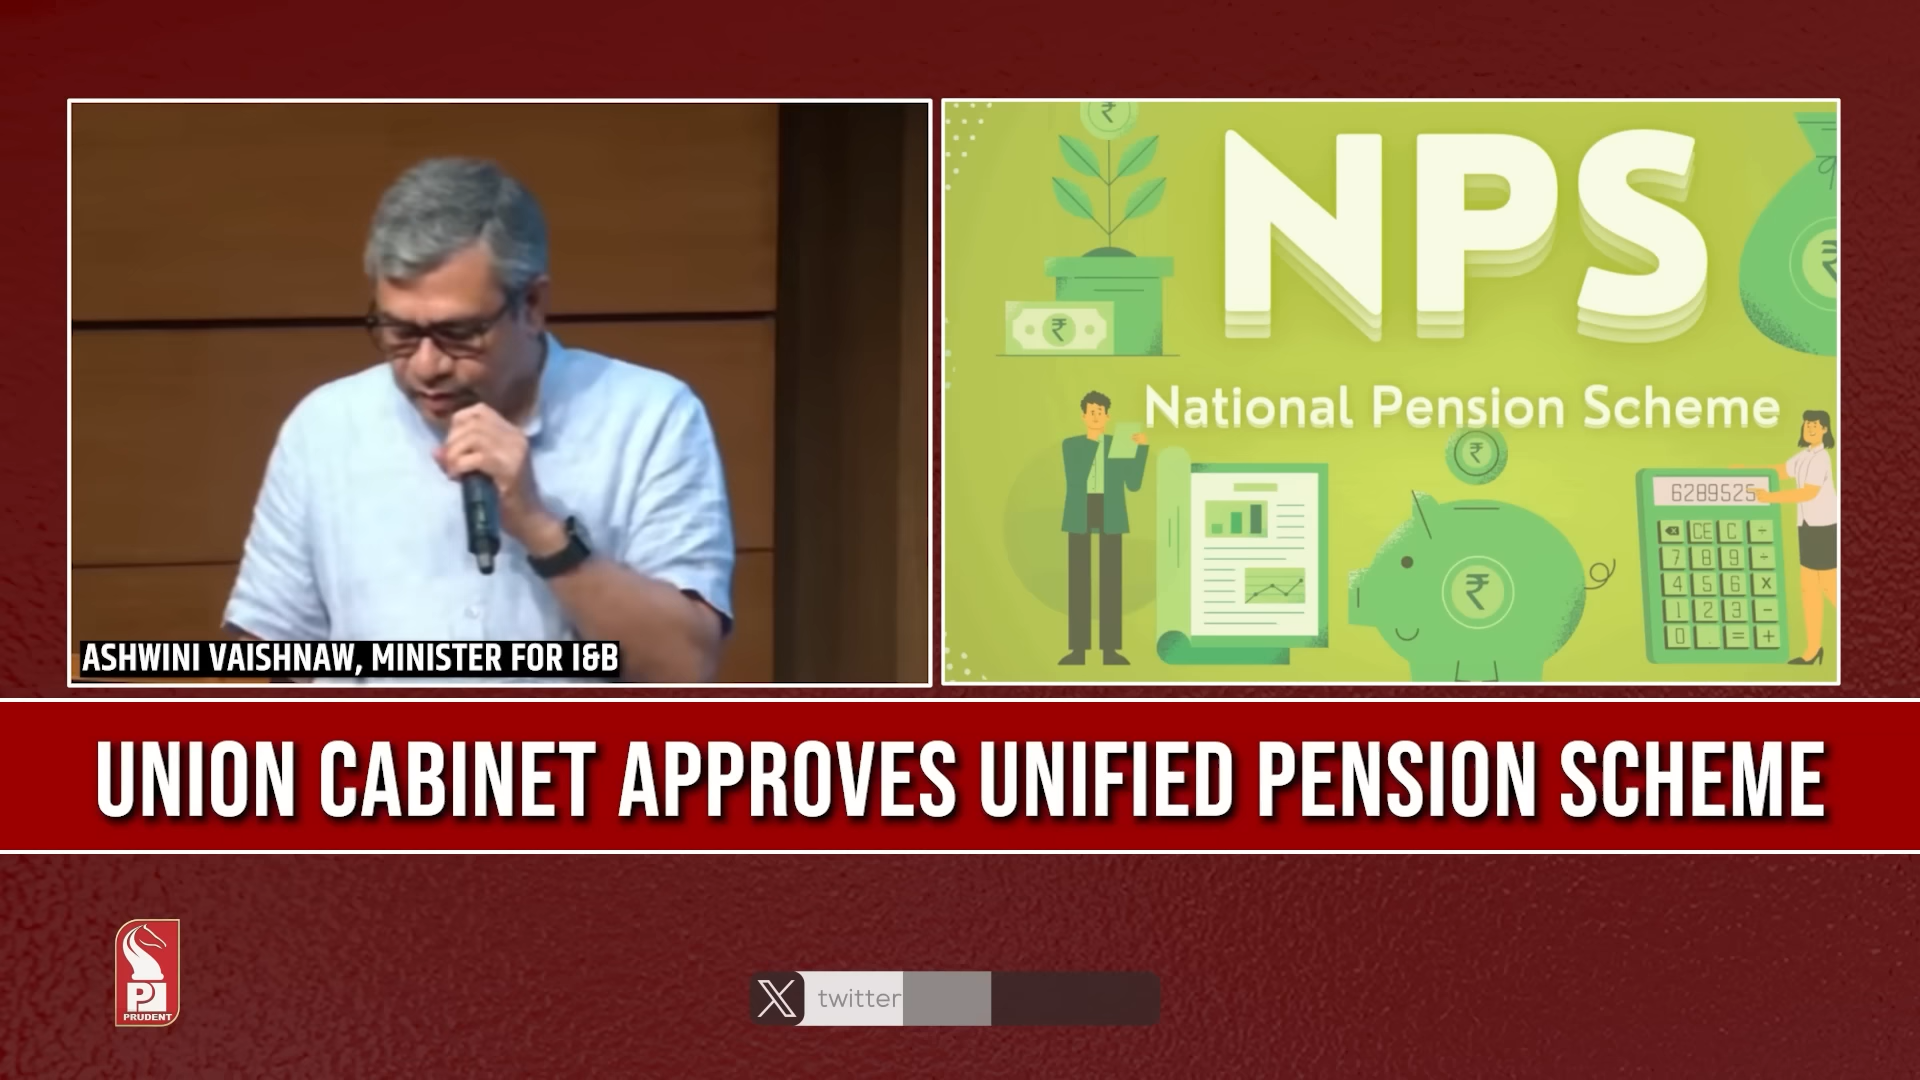 NPS
National Pension Scheme
6289525
CE C ÷
7 8 9 ÷
4 5 6 x
1 2 3 -
0 . = +
ASHWINI VAISHNAW, MINISTER FOR I&B
UNION CABINET APPROVES UNIFIED PENSION SCHEME
P
PRUDENT
X twitter